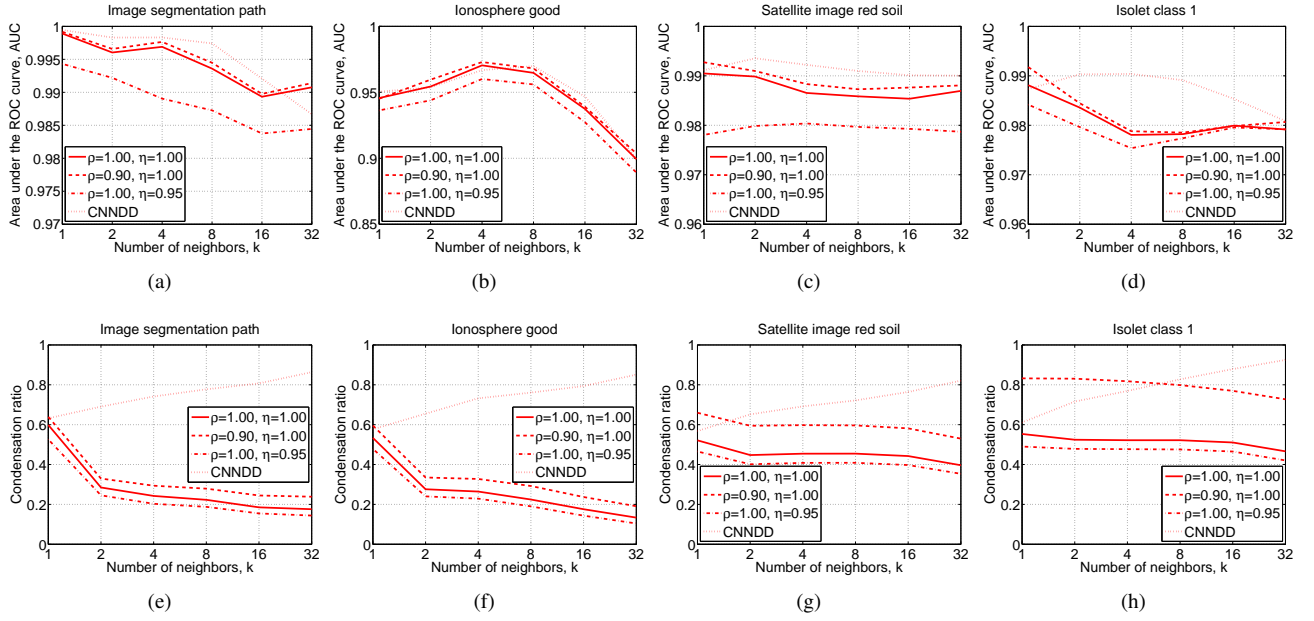 Image segmentation path
Area under the ROC curve, AUC
1
0.995
0.99
0.985
0.98
0.975
0.97
ρ=1.00, η=1.00
ρ=0.90, η=1.00
ρ=1.00, η=0.95
CNNDD
1 2 4 8 16 32
Number of neighbors, k
(a)
Ionosphere good
Area under the ROC curve, AUC
1
0.95
0.9
0.85
ρ=1.00, η=1.00
ρ=0.90, η=1.00
ρ=1.00, η=0.95
CNNDD
1 2 4 8 16 32
Number of neighbors, k
(b)
Satellite image red soil
Area under the ROC curve, AUC
1
0.99
0.98
0.97
0.96
ρ=1.00, η=1.00
ρ=0.90, η=1.00
ρ=1.00, η=0.95
CNNDD
1 2 4 8 16 32
Number of neighbors, k
(c)
Isolet class 1
Area under the ROC curve, AUC
1
0.99
0.98
0.97
0.96
ρ=1.00, η=1.00
ρ=0.90, η=1.00
ρ=1.00, η=0.95
CNNDD
1 2 4 8 16 32
Number of neighbors, k
(d)
Image segmentation path
Condensation ratio
1
0.8
0.6
0.4
0.2
0
ρ=1.00, η=1.00
ρ=0.90, η=1.00
ρ=1.00, η=0.95
CNNDD
1 2 4 8 16 32
Number of neighbors, k
(e)
Ionosphere good
Condensation ratio
1
0.8
0.6
0.4
0.2
0
ρ=1.00, η=1.00
ρ=0.90, η=1.00
ρ=1.00, η=0.95
CNNDD
1 2 4 8 16 32
Number of neighbors, k
(f)
Satellite image red soil
Condensation ratio
1
0.8
0.6
0.4
0.2
0
ρ=1.00, η=1.00
ρ=0.90, η=1.00
ρ=1.00, η=0.95
CNNDD
1 2 4 8 16 32
Number of neighbors, k
(g)
Isolet class 1
Condensation ratio
1
0.8
0.6
0.4
0.2
0
ρ=1.00, η=1.00
ρ=0.90, η=1.00
ρ=1.00, η=0.95
CNNDD
1 2 4 8 16 32
Number of neighbors, k
(h)